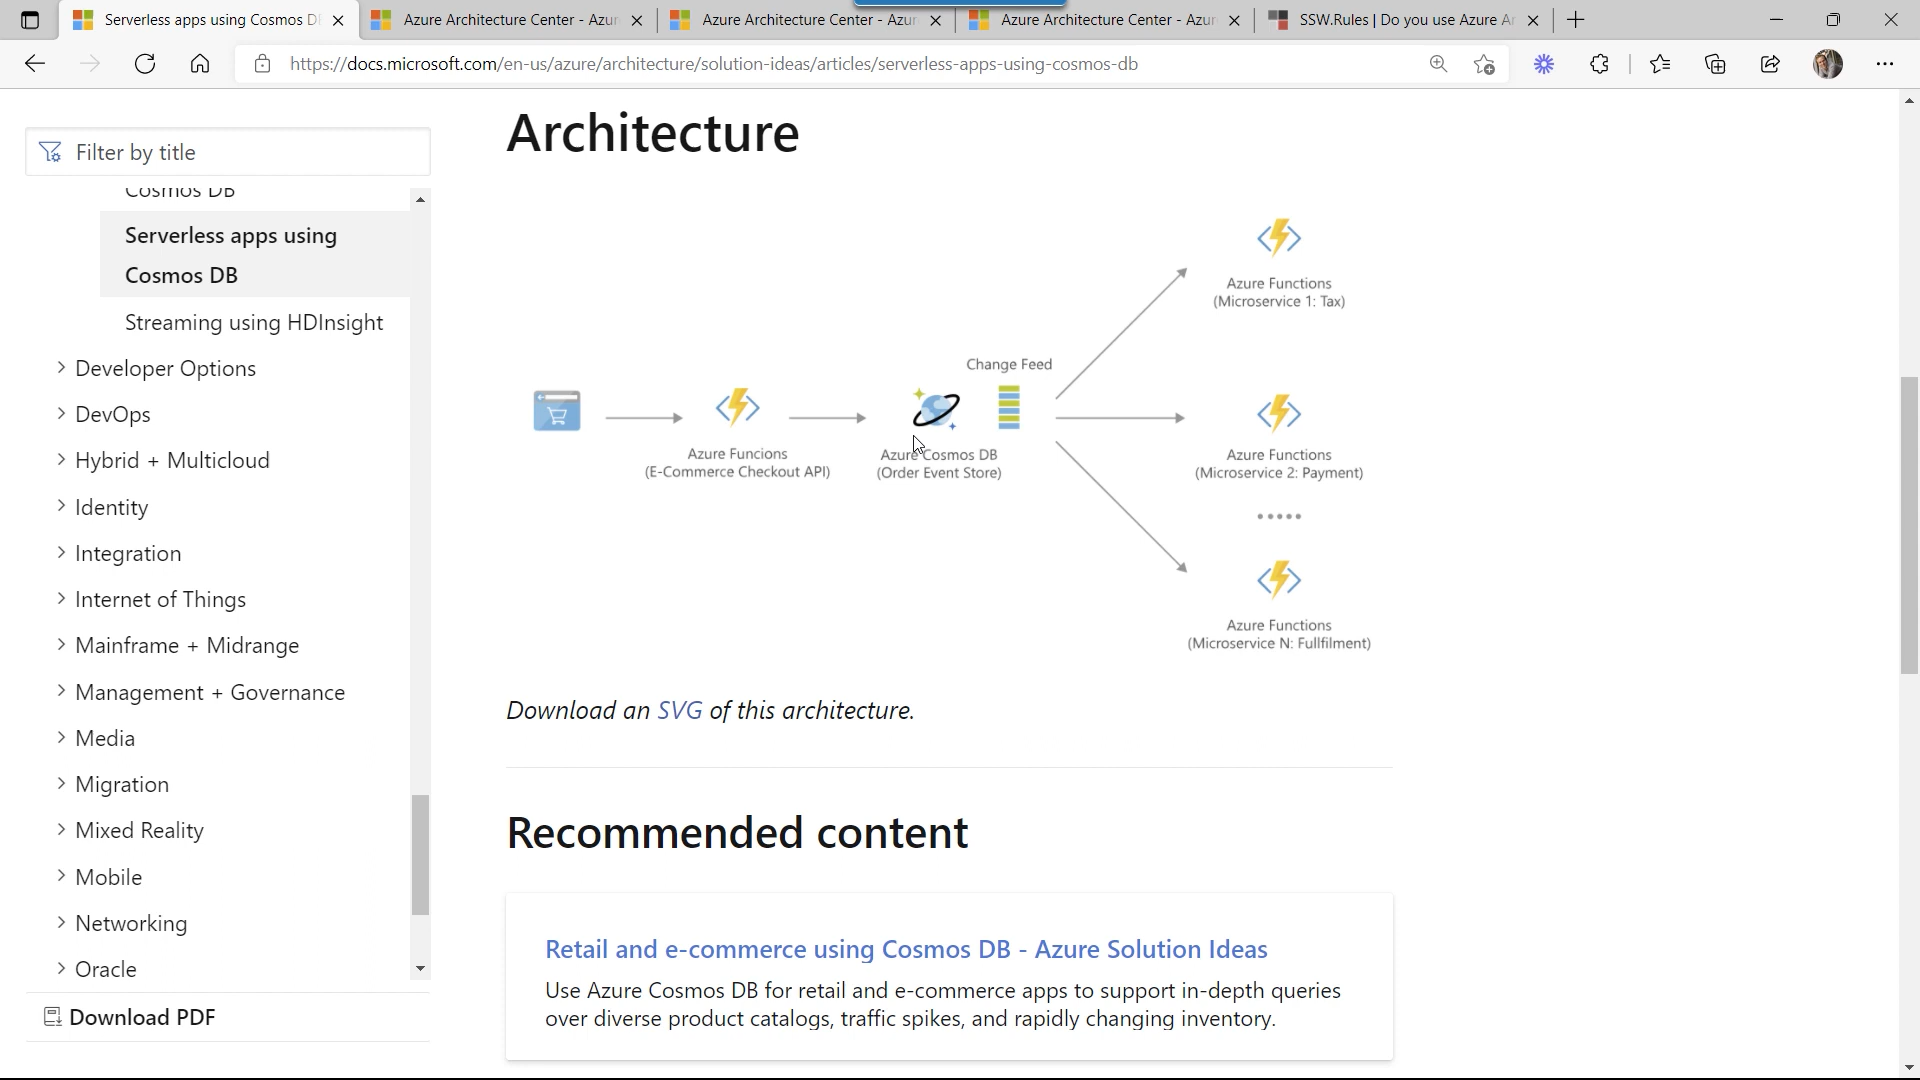 Serverless apps using Cosmos D
Azure Architecture Center - Azur
Azure Architecture Center - Azur
Azure Architecture Center - Azur
SSW.Rules | Do you use Azure Ar
https://docs.microsoft.com/en-us/azure/architecture/solution-ideas/articles/serverless-apps-using-cosmos-db
Filter by title
Cosmos DB
Serverless apps using
Cosmos DB
Streaming using HDInsight
Developer Options
DevOps
Hybrid + Multicloud
Identity
Integration
Internet of Things
Mainframe + Midrange
Management + Governance
Media
Migration
Mixed Reality
Mobile
Networking
Oracle
Download PDF
Architecture
Azure Functions
(Microservice 1: Tax)
Change Feed
Azure Funcions
(E-Commerce Checkout API)
Azure Cosmos DB
(Order Event Store)
Azure Functions
(Microservice 2: Payment)
Azure Functions
(Microservice N: Fullfilment)
Download an SVG of this architecture.
Recommended content
Retail and e-commerce using Cosmos DB - Azure Solution Ideas
Use Azure Cosmos DB for retail and e-commerce apps to support in-depth queries
over diverse product catalogs, traffic spikes, and rapidly changing inventory.